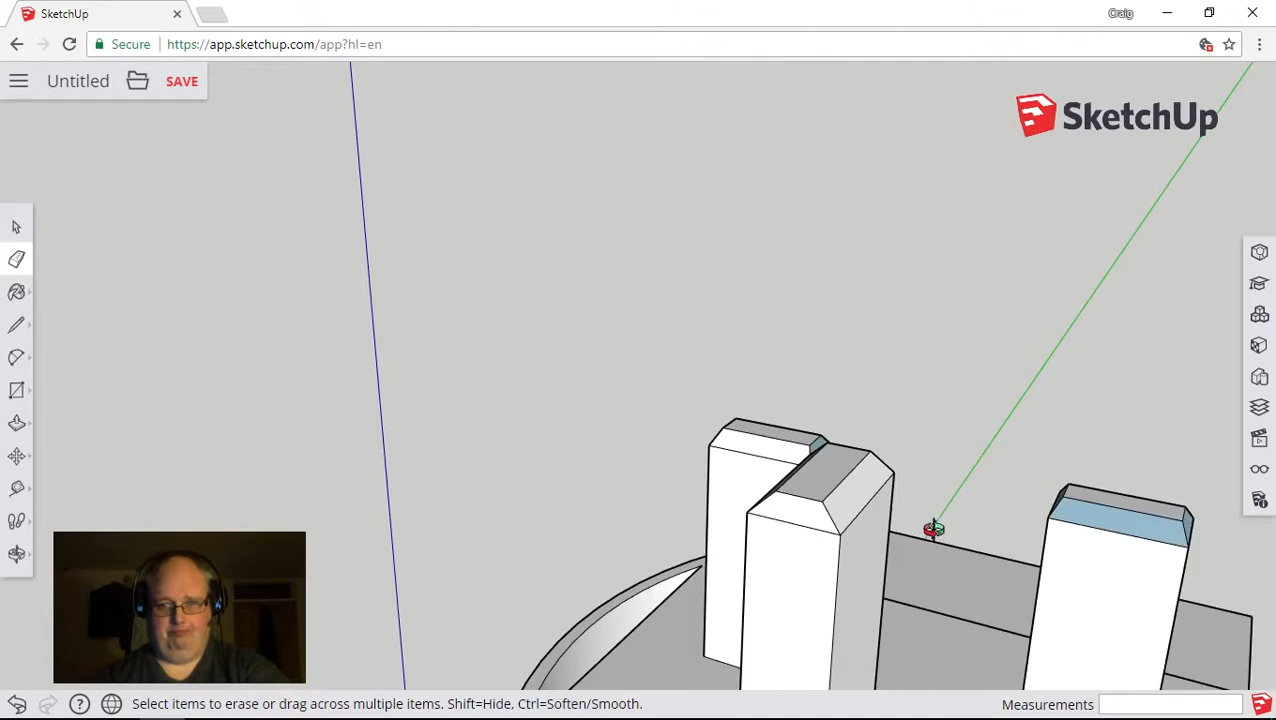 SketchUp
Craig
Secure
https://app.sketchup.com/app?hl=en
Untitled
SAVE
SketchUp
Select items to erase or drag across multiple items. Shift=Hide, Ctrl=Soften/Smooth.
Measurements